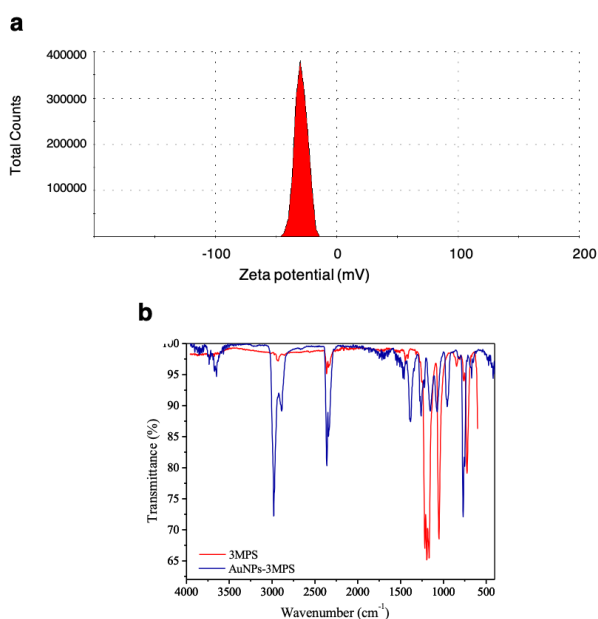 a
400000
300000
200000
100000
Total Counts
-100 0 100 200
Zeta potential (mV)
b
95
90
85
80
75
70
65
Transmittance (%)
3MPS
AuNPs-3MPS
4000 3500 3000 2500 2000 1500 1000 500
Wavenumber (cm⁻¹)